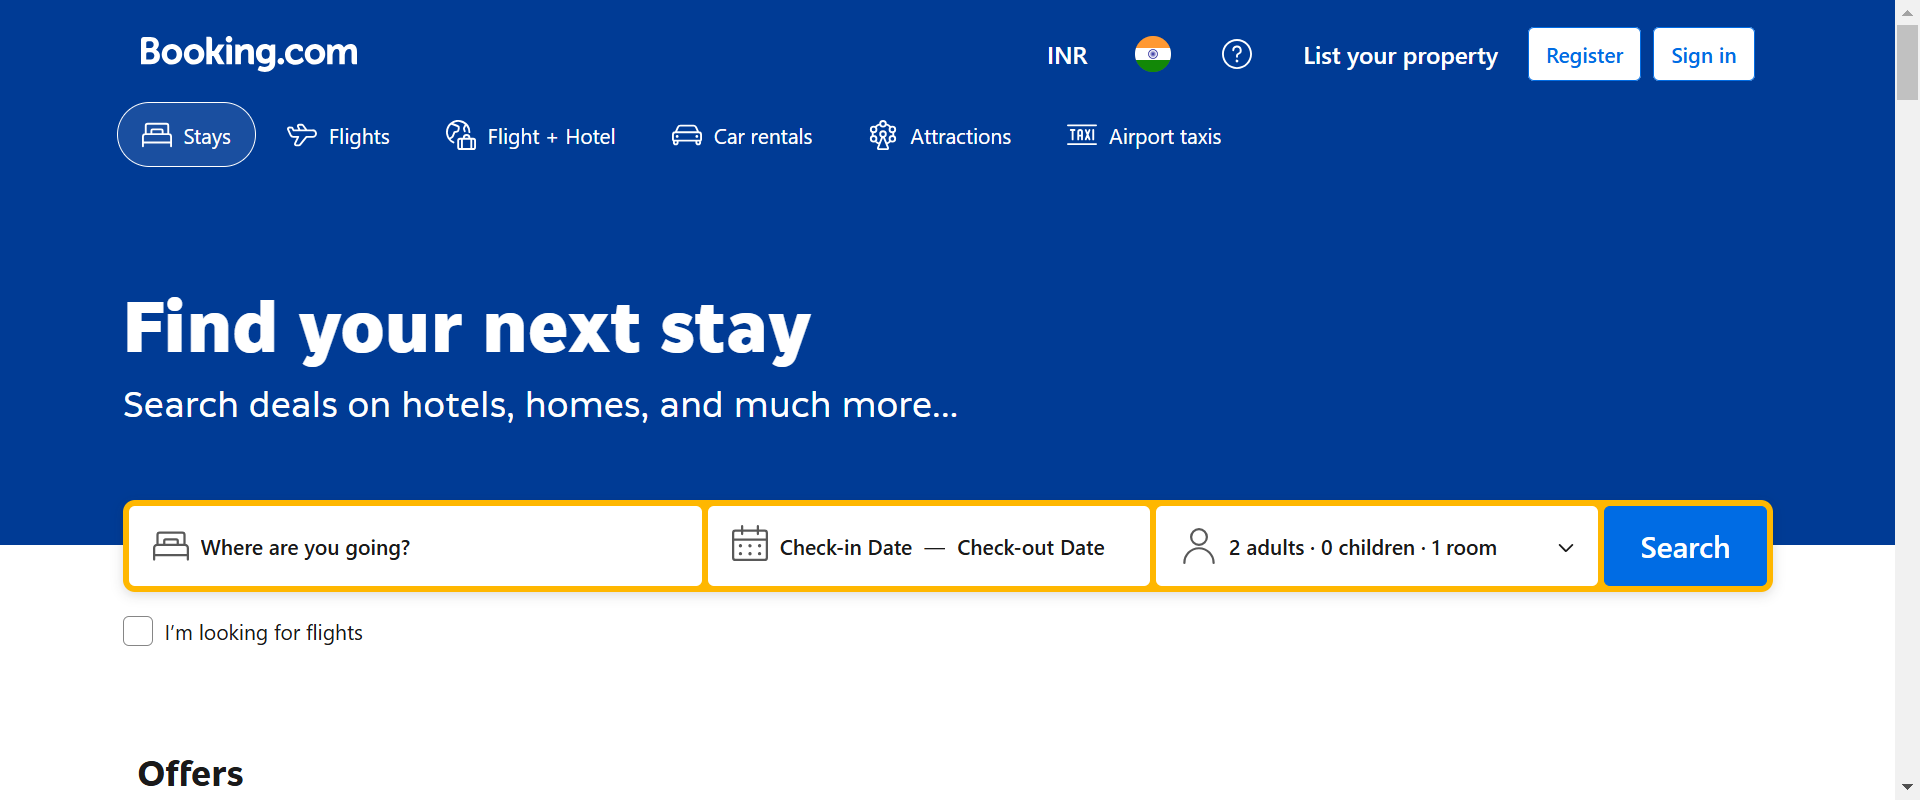 Booking.com
INR
List your property
Register
Sign in
Stays
Flights
Flight + Hotel
Car rentals
Attractions
TAXI Airport taxis
Find your next stay
Search deals on hotels, homes, and much more...
Where are you going?
Check-in Date — Check-out Date
2 adults · 0 children · 1 room
Search
I’m looking for flights
Offers